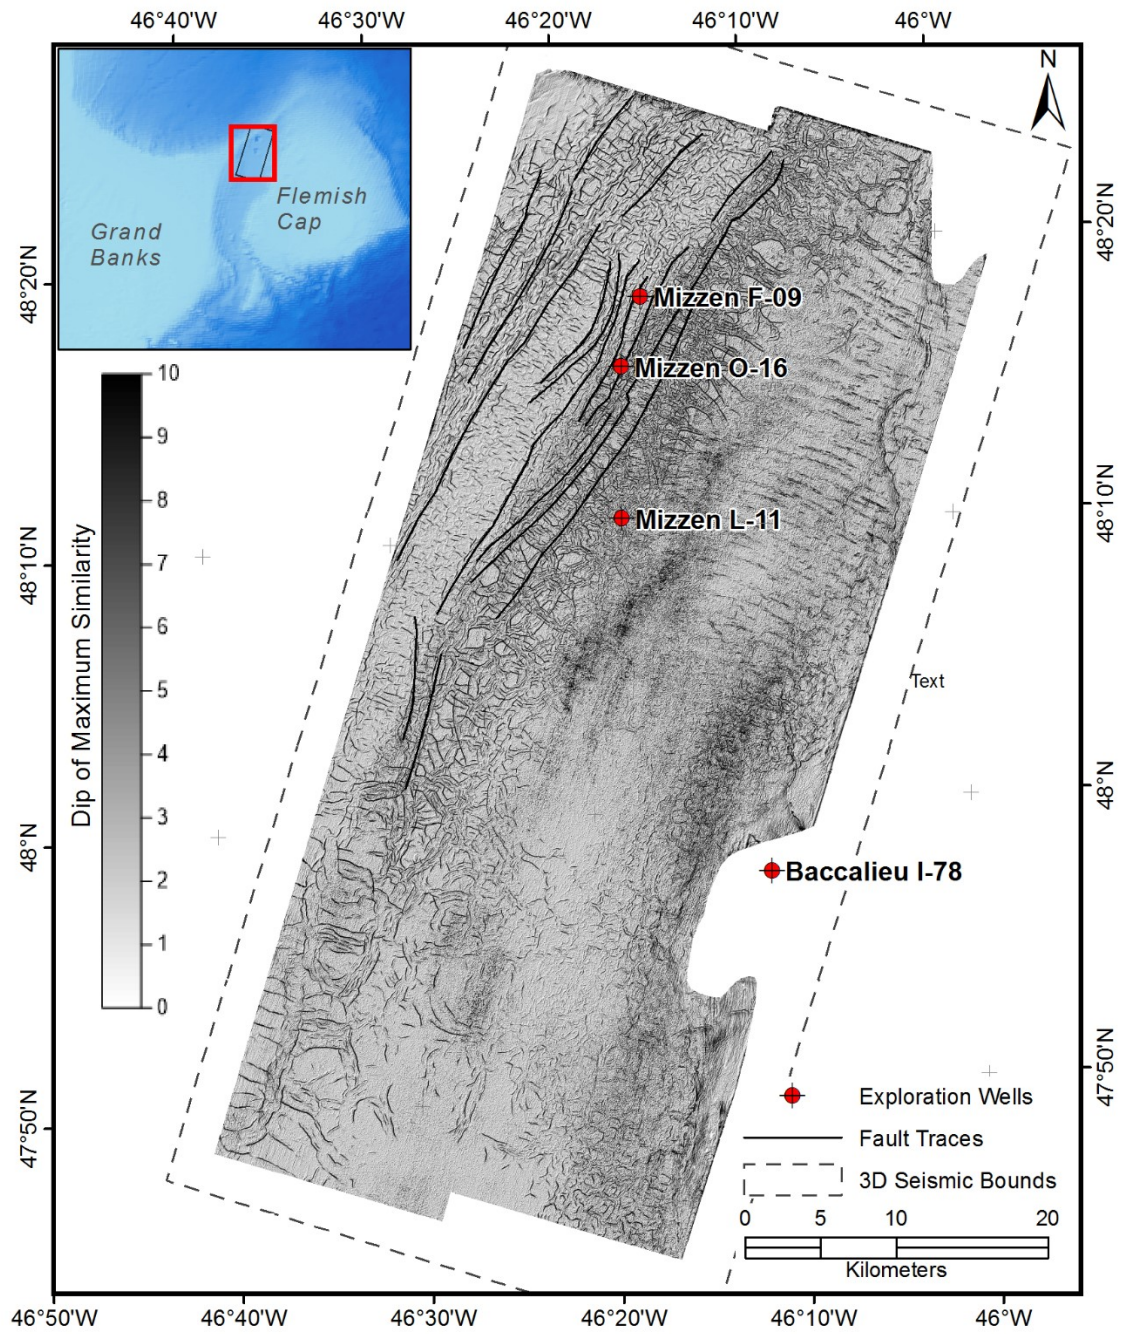 46°40'W
46°30'W
46°20'W
46°10'W
46°W
N
Grand
Banks
Flemish
Cap
48°20'N
48°20'N
Mizzen F-09
Mizzen O-16
10
9
8
7
6
5
4
3
2
1
0
Dip of Maximum Similarity
48°10'N
48°10'N
Mizzen L-11
Text
48°N
48°N
Baccalieu I-78
47°50'N
47°50'N
Exploration Wells
Fault Traces
3D Seismic Bounds
0 5 10 20
Kilometers
46°50'W
46°40'W
46°30'W
46°20'W
46°10'W
46°W